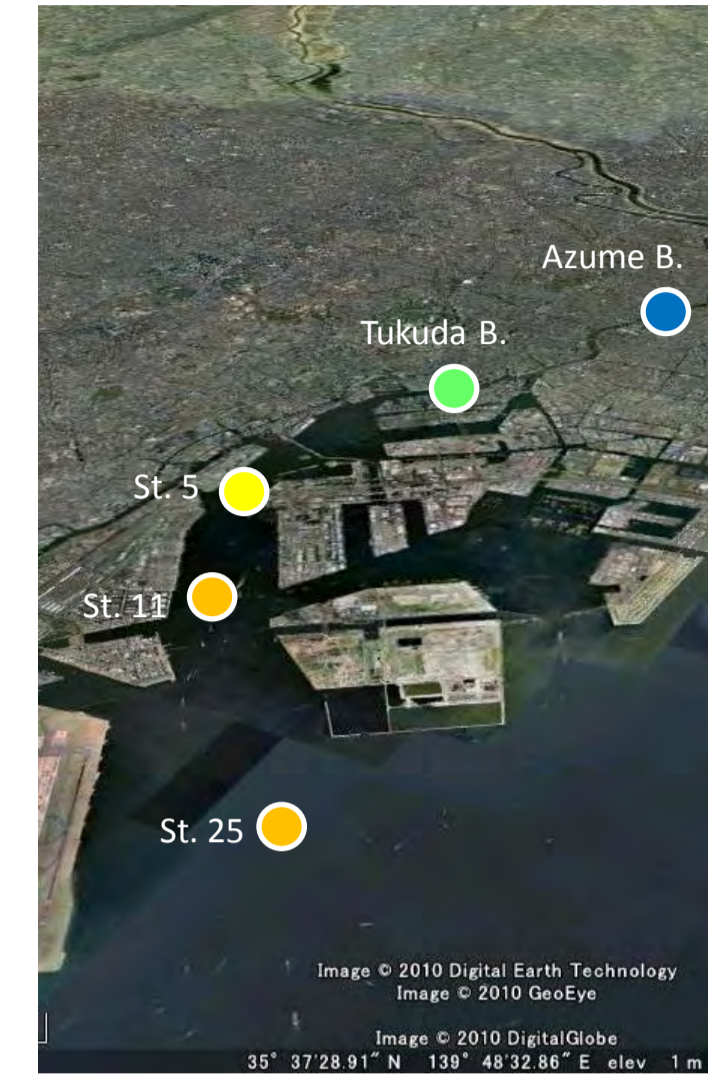 Azume B.
Tukuda B.
St. 5
St. 11
St. 25
Image © 2010 Digital Earth Technology
Image © 2010 GeoEye
Image © 2010 DigitalGlobe
35° 37'28.91" N 139° 48'32.86" E elev 1 m